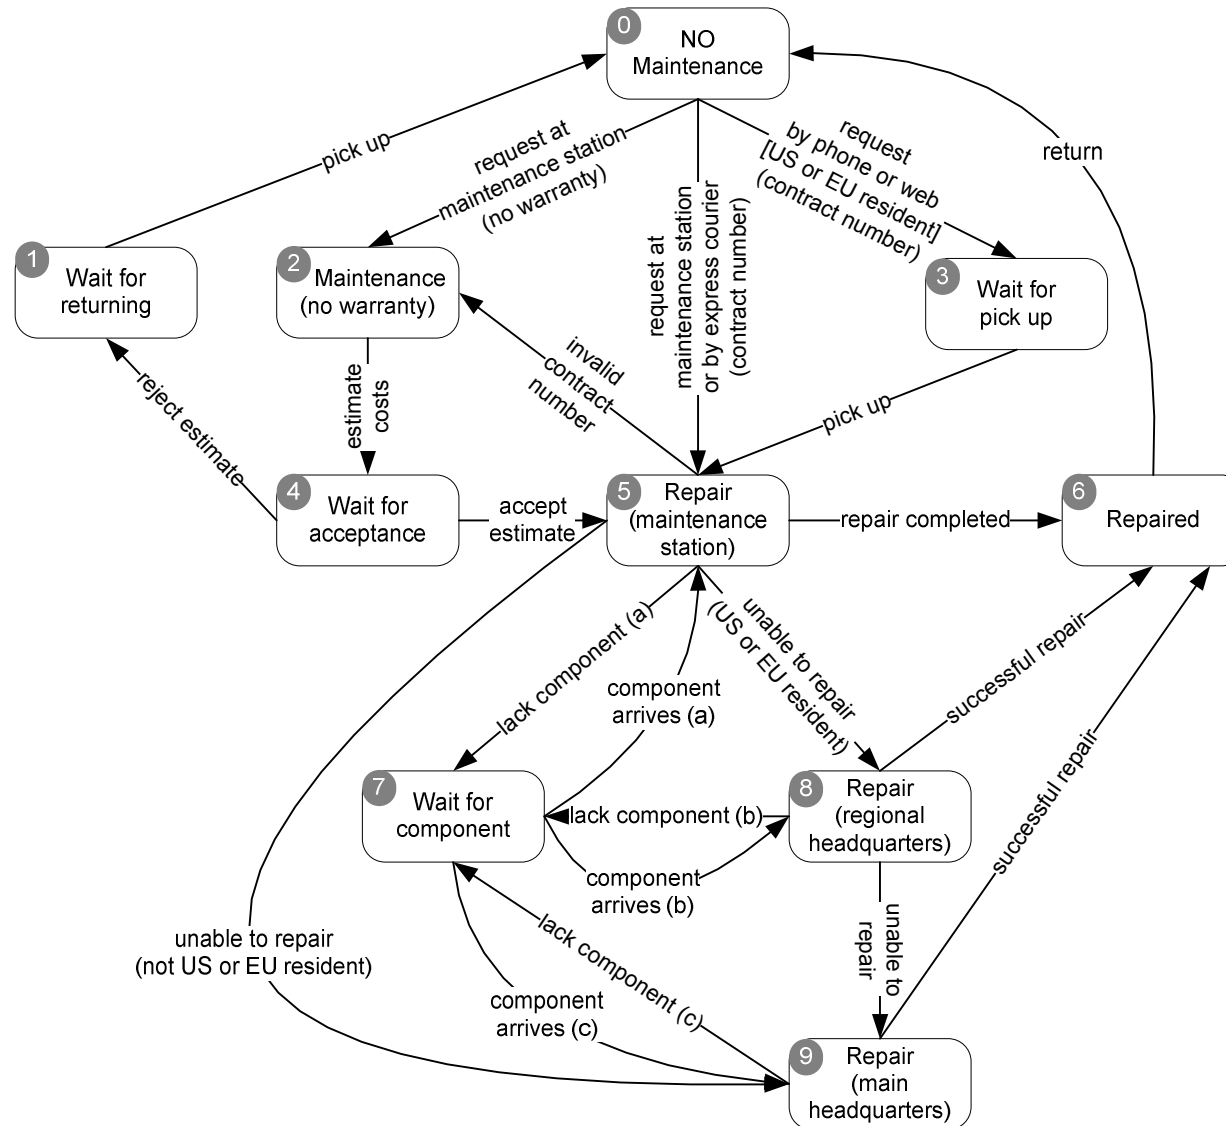 0
NO
Maintenance
pick up
request at
maintenance station
(no warranty)
request at
maintenance station
or by express courier
(contract number)
request
by phone or web
[US or EU resident]
(contract number)
return
1
Wait for
returning
2
Maintenance
(no warranty)
3
Wait for
pick up
reject estimate
estimate
costs
invalid
contract
number
pick up
4
Wait for
acceptance
accept
estimate
5
Repair
(maintenance
station)
repair completed
6
Repaired
lack component (a)
component
arrives (a)
unable to repair
(US or EU resident)
successful repair
successful repair
7
Wait for
component
lack component (b)
component
arrives (b)
8
Repair
(regional
headquarters)
unable to repair
(not US or EU resident)
component
arrives (c)
lack component (c)
unable to
repair
9
Repair
(main
headquarters)